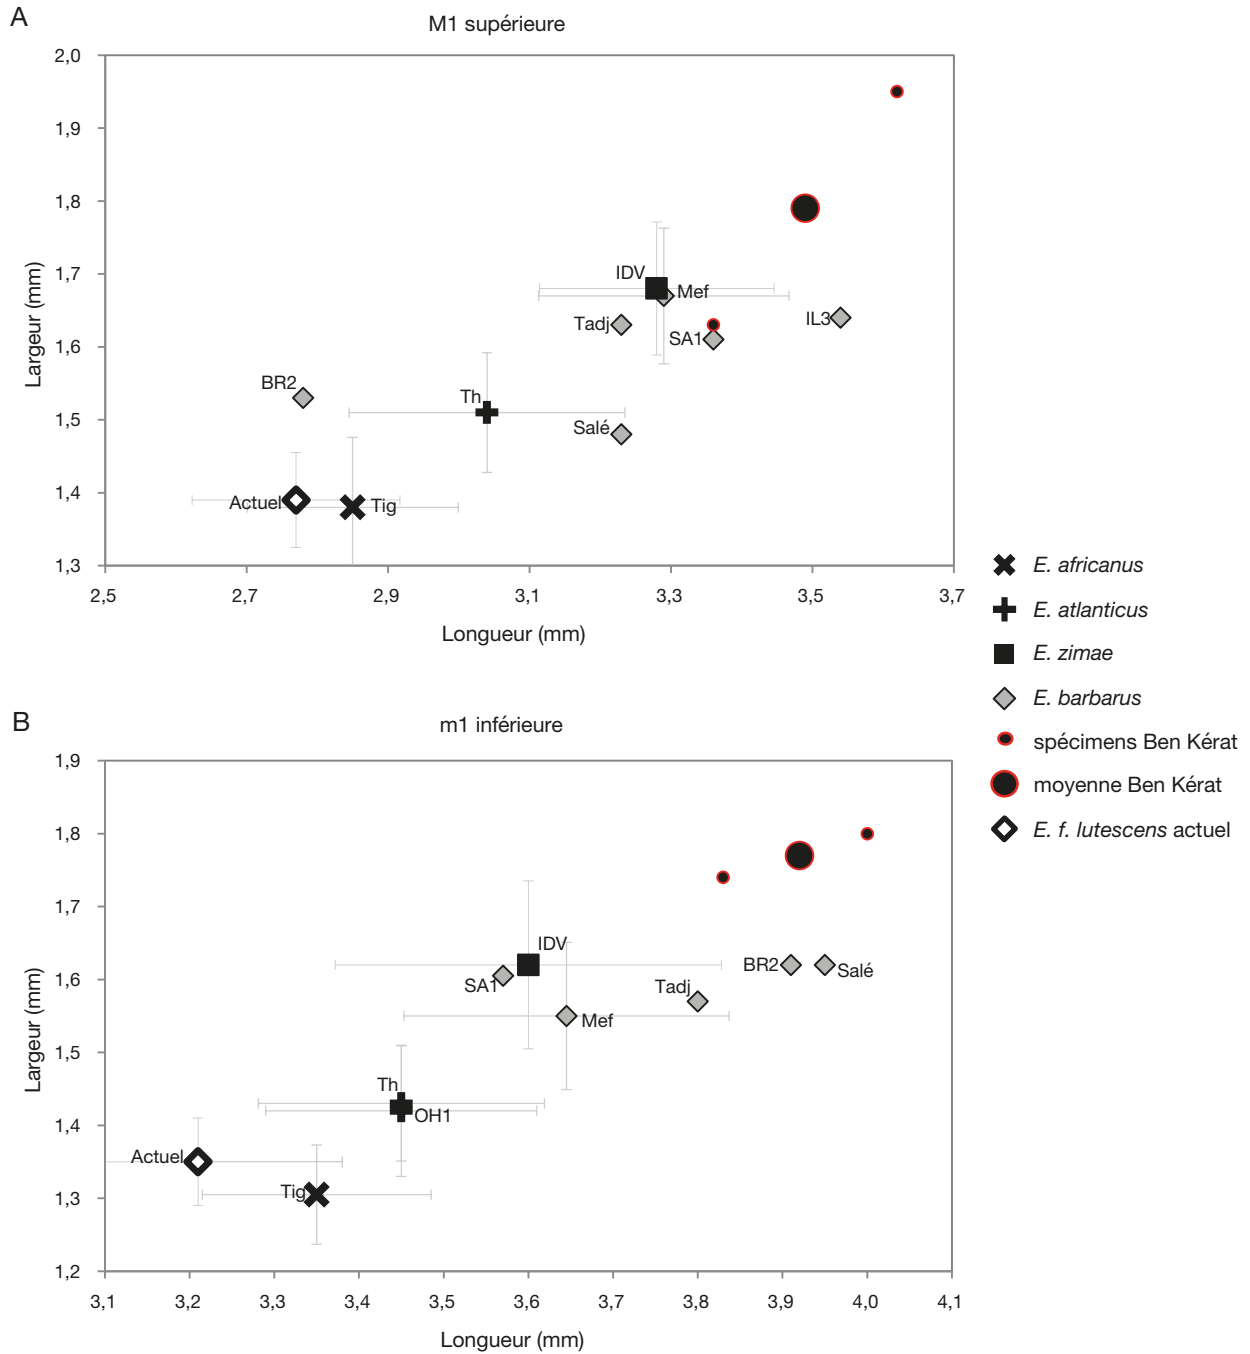 A
M1 supérieure
2,0
1,9
1,8
1,7
1,6
1,5
1,4
1,3
Largeur (mm)
IDV
Mef
Tadj
SA1
IL3
BR2
Th
Salé
Actuel
Tig
2,5 2,7 2,9 3,1 3,3 3,5 3,7
Longueur (mm)
E. africanus
E. atlanticus
E. zimae
E. barbarus
spécimens Ben Kérat
moyenne Ben Kérat
E. f. lutescens actuel
B
m1 inférieure
1,9
1,8
1,7
1,6
1,5
1,4
1,3
1,2
Largeur (mm)
IDV
SA1
BR2
Salé
Tadj
Mef
Th
OH1
Actuel
Tig
3,1 3,2 3,3 3,4 3,5 3,6 3,7 3,8 3,9 4,0 4,1
Longueur (mm)